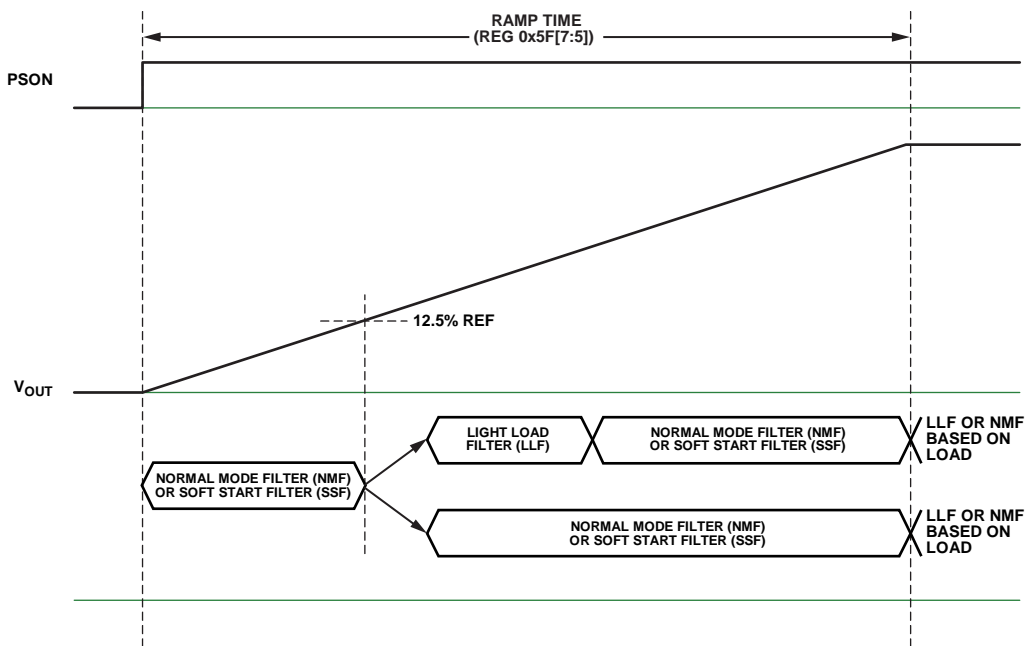 RAMP TIME
(REG 0x5F[7:5])
PSON
12.5% REF
VOUT
LIGHT LOAD
FILTER (LLF)
NORMAL MODE FILTER (NMF)
OR SOFT START FILTER (SSF)
LLF OR NMF
BASED ON
LOAD
NORMAL MODE FILTER (NMF)
OR SOFT START FILTER (SSF)
NORMAL MODE FILTER (NMF)
OR SOFT START FILTER (SSF)
LLF OR NMF
BASED ON
LOAD